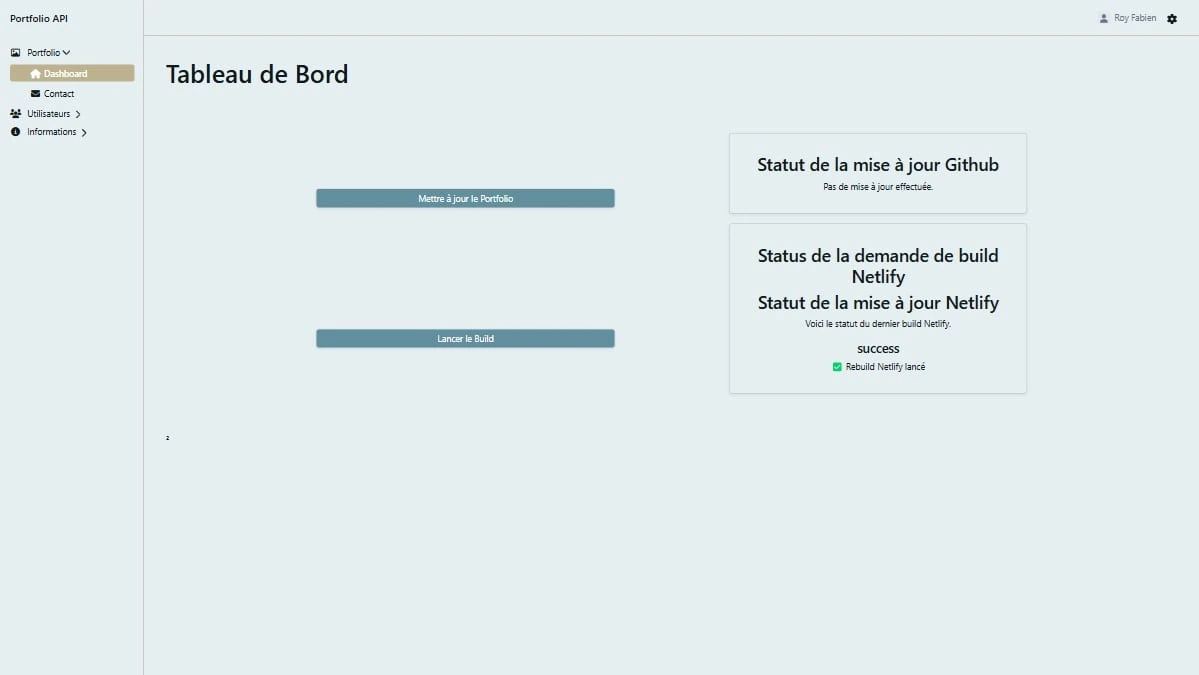 Portfolio API
Roy Fabien
Portfolio
Dashboard
Contact
Utilisateurs
Informations
Tableau de Bord
Mettre à jour le Portfolio
Lancer le Build
Statut de la mise à jour Github
Pas de mise à jour effectuée.
Status de la demande de build
Netlify
Statut de la mise à jour Netlify
Voici le statut du dernier build Netlify.
success
Rebuild Netlify lancé
²